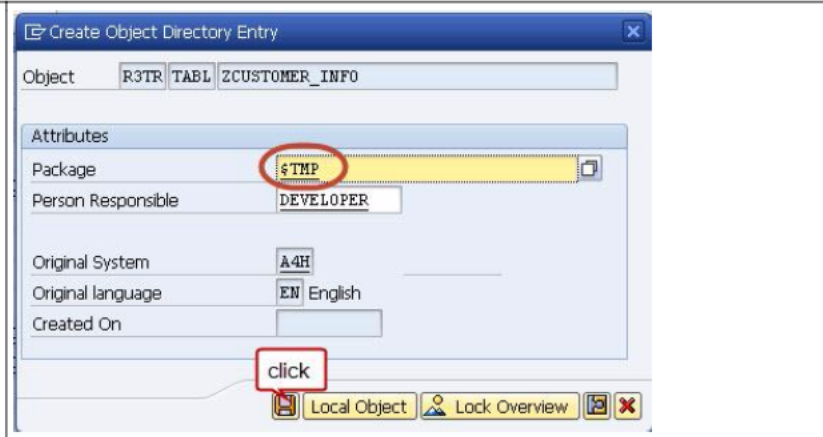 Create Object Directory Entry
Object R3TR TABL ZCUSTOMER_INFO
Attributes
Package $TMP
Person Responsible DEVELOPER
Original System A4H
Original language EN English
Created On
click
Local Object Lock Overview